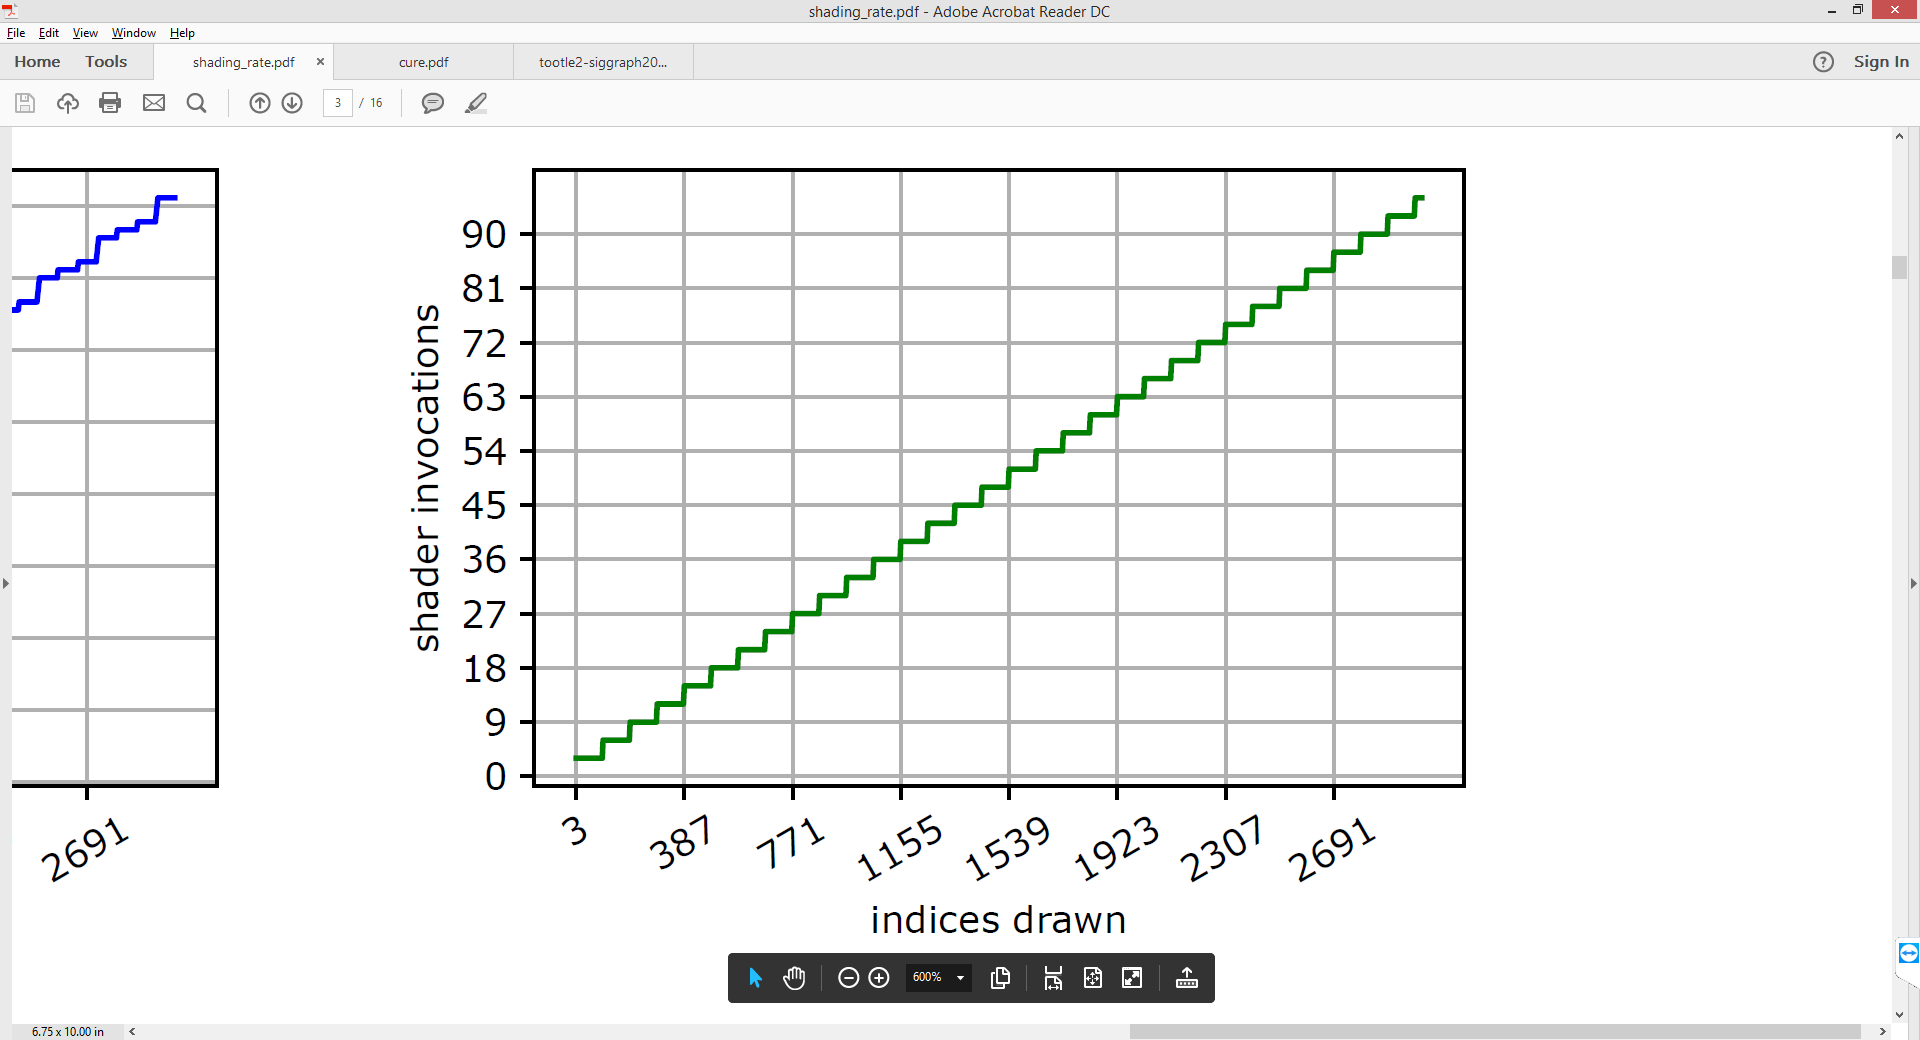 shading_rate.pdf - Adobe Acrobat Reader DC
File Edit View Window Help
Home Tools shading_rate.pdf × cure.pdf tootle2-siggraph20... ? Sign In
3 / 16
90
81
72
63
54
45
36
27
18
9
0
shader invocations
2691
3 387 771 1155 1539 1923 2307 2691
indices drawn
600%
6.75 x 10.00 in